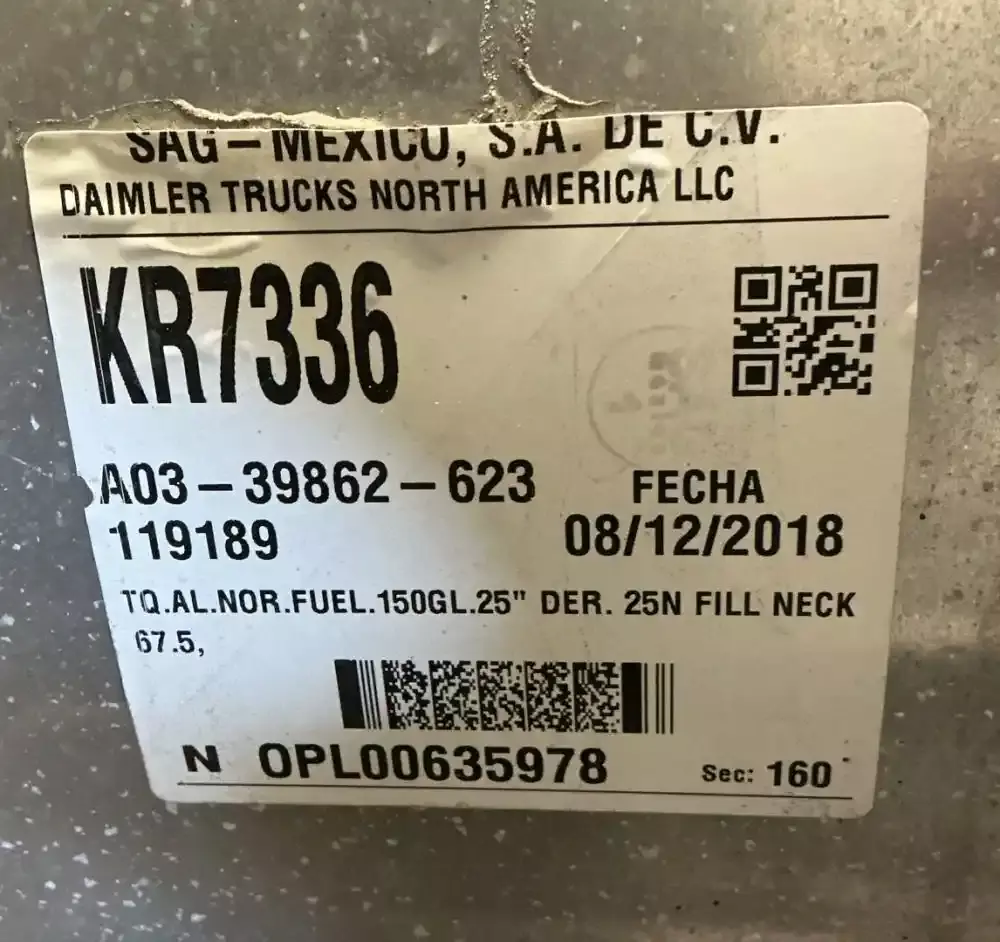 SAG-MEXICO, S.A. DE C.V.
DAIMLER TRUCKS NORTH AMERICA LLC
KR7336
A03-39862-623
FECHA
119189
08/12/2018
TQ.AL.NOR.FUEL.150GL.25" DER. 25N FILL NECK
67.5,
N OPL00635978
Sec: 160